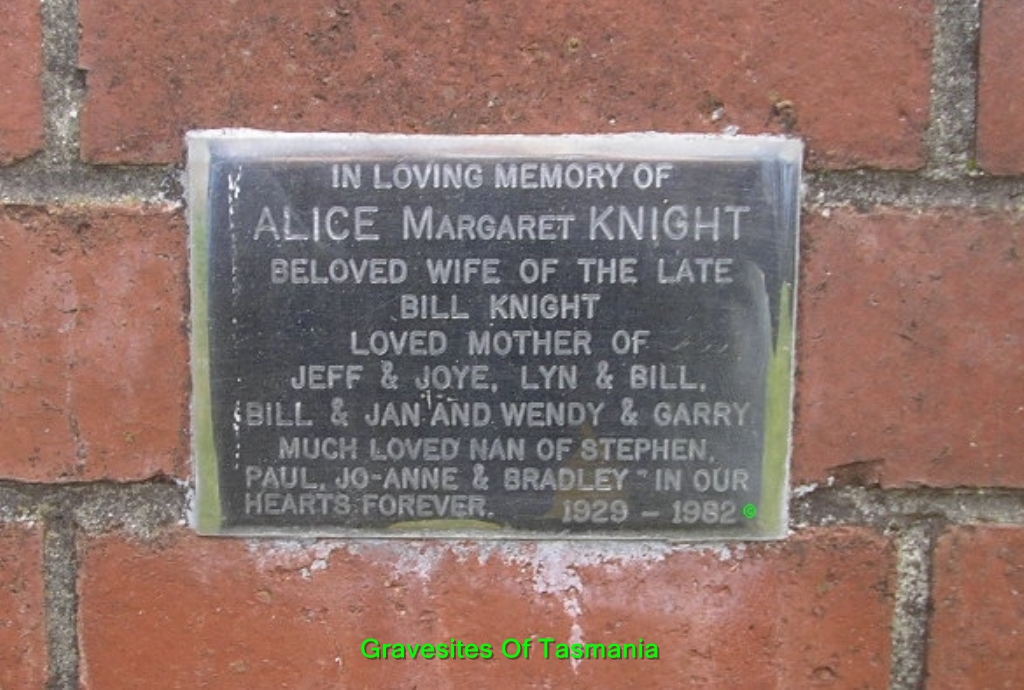 IN LOVING MEMORY OF
ALICE MARGARET KNIGHT
BELOVED WIFE OF THE LATE
BILL KNIGHT
LOVED MOTHER OF
JEFF & JOYE, LYN & BILL,
BILL & JAN AND WENDY & GARRY
MUCH LOVED NAN OF STEPHEN,
PAUL, JO-ANNE & BRADLEY " IN OUR
HEARTS FOREVER. 1929 - 1982 ©
Gravesites Of Tasmania